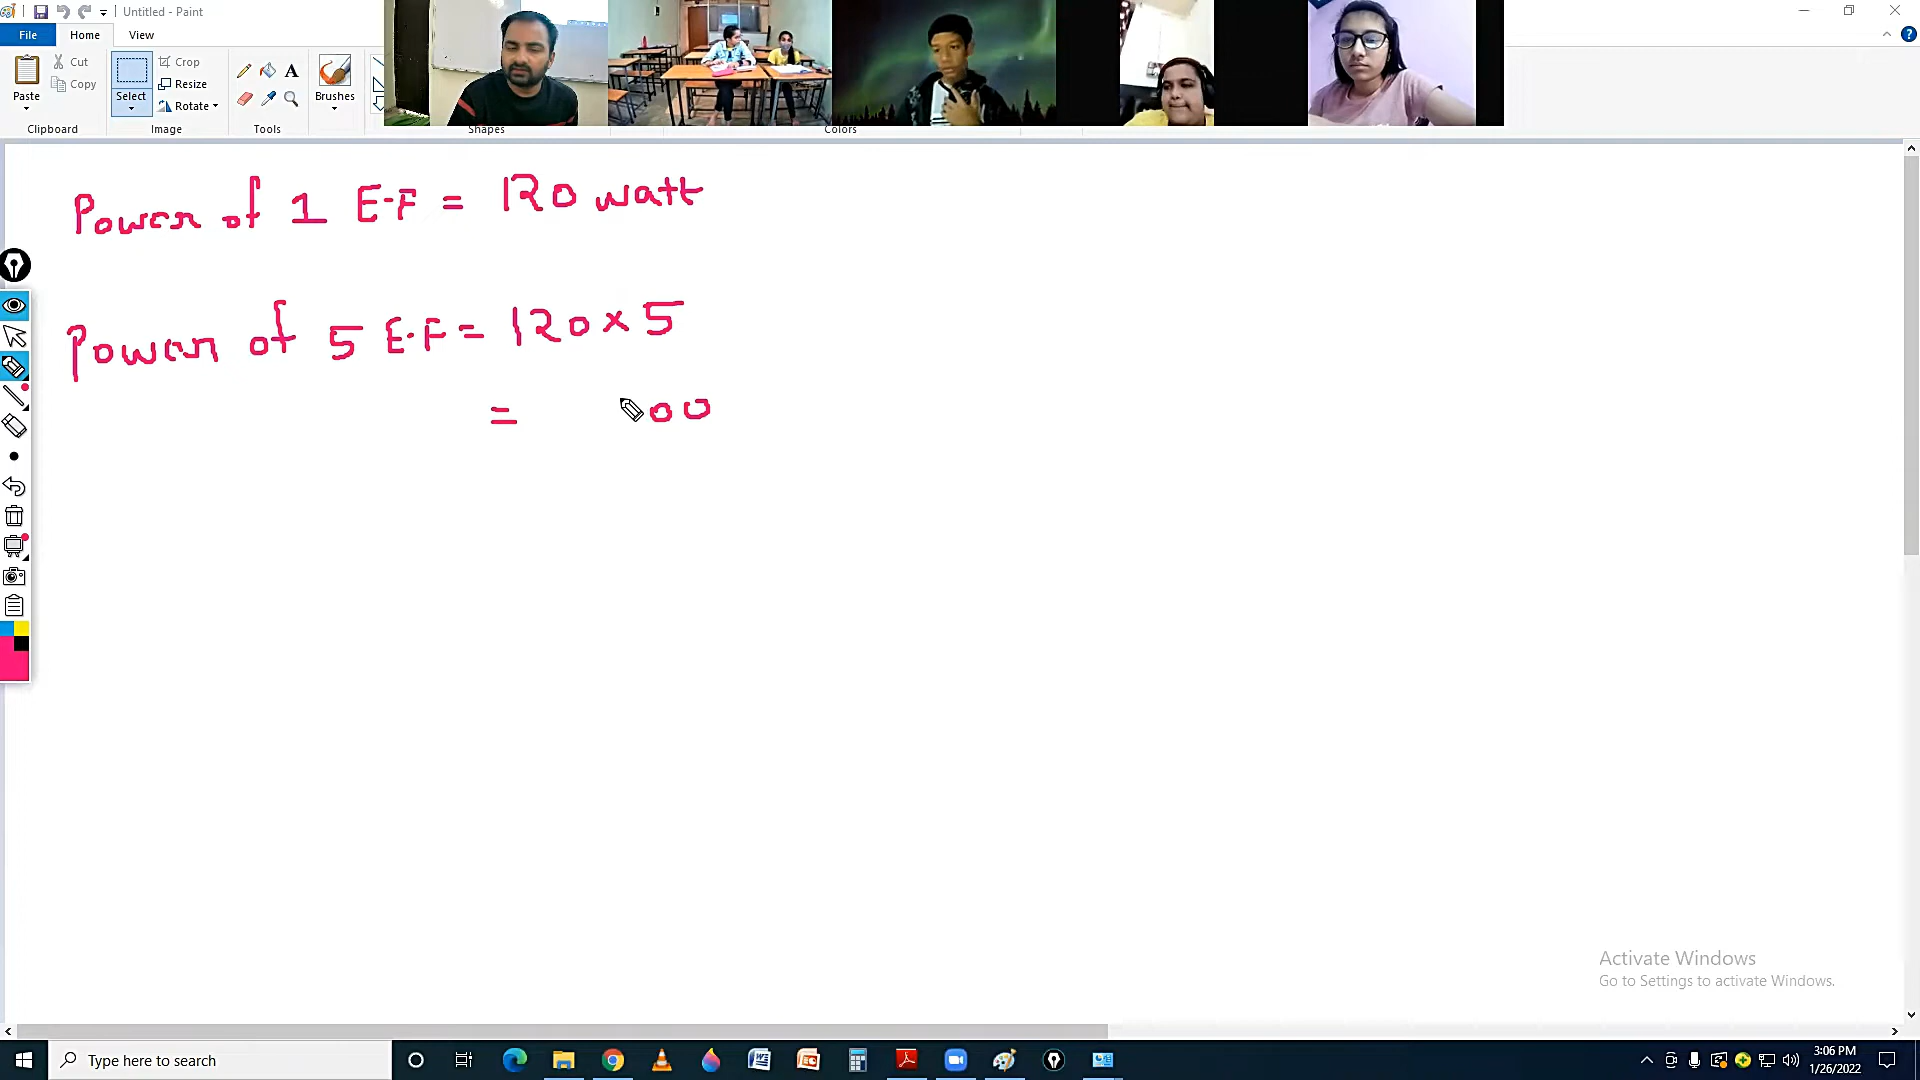 Untitled - Paint
File Home View
Paste
Cut
Copy
Clipboard
Select
Crop
Resize
Rotate
Image
A
Tools
Brushes
Shapes
Colors
Power of 1 E.F = 120 watt
Power of 5 E.F = 120 × 5
= 00
Activate Windows
Go to Settings to activate Windows.
Type here to search
3:06 PM
1/26/2022